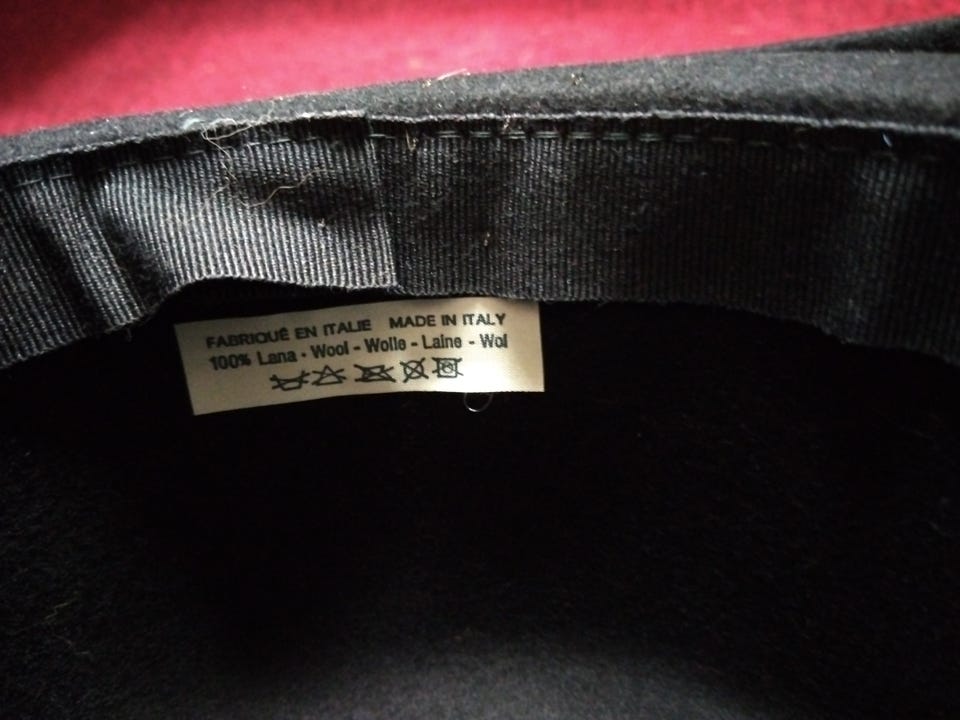 FABRIQUÉ EN ITALIE MADE IN ITALY
100% Lana - Wool - Wolle - Laine - Wol